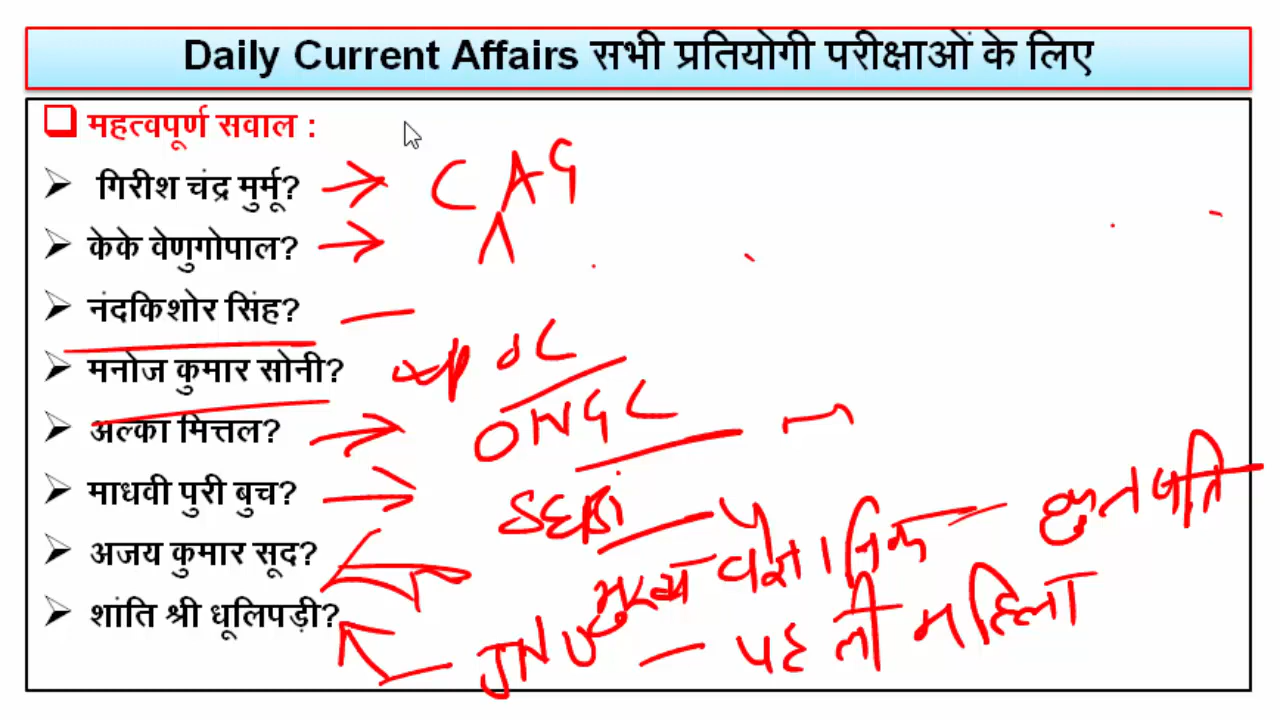 Daily Current Affairs सभी प्रतियोगी परीक्षाओं के लिए
महत्वपूर्ण सवाल :
गिरीश चंद्र मुर्मू? CAG
केके वेणुगोपाल? A
नंदकिशोर सिंह?
मनोज कुमार सोनी?
अल्का मित्तल? ONGC
माधवी पुरी बुच? SEBI
अजय कुमार सूद? मुख्य
शांति श्री धूलिपड़ी? JNU पहली महिला